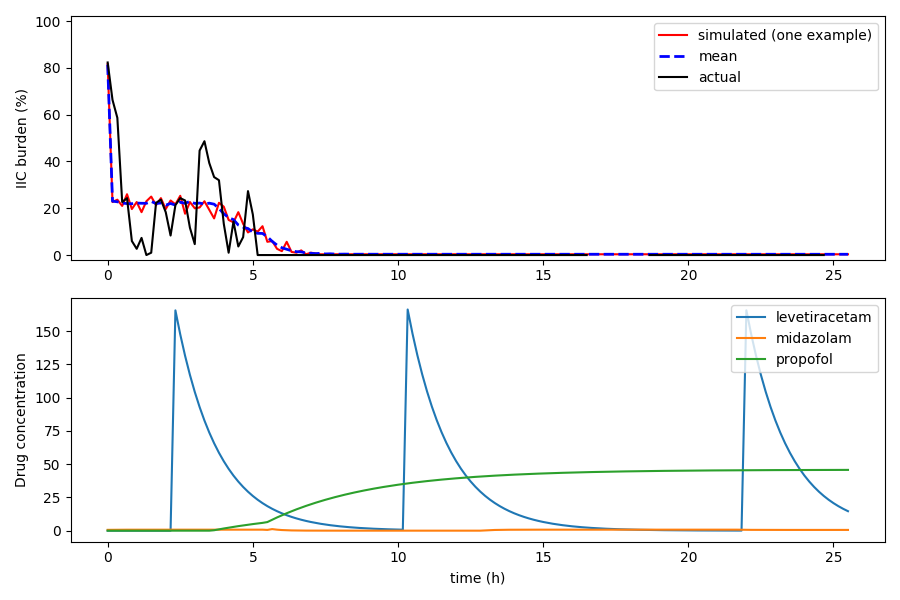 100
80
60
40
20
0
IIC burden (%)
simulated (one example)
mean
actual
0 5 10 15 20 25
150
125
100
75
50
25
0
Drug concentration
levetiracetam
midazolam
propofol
0 5 10 15 20 25
time (h)